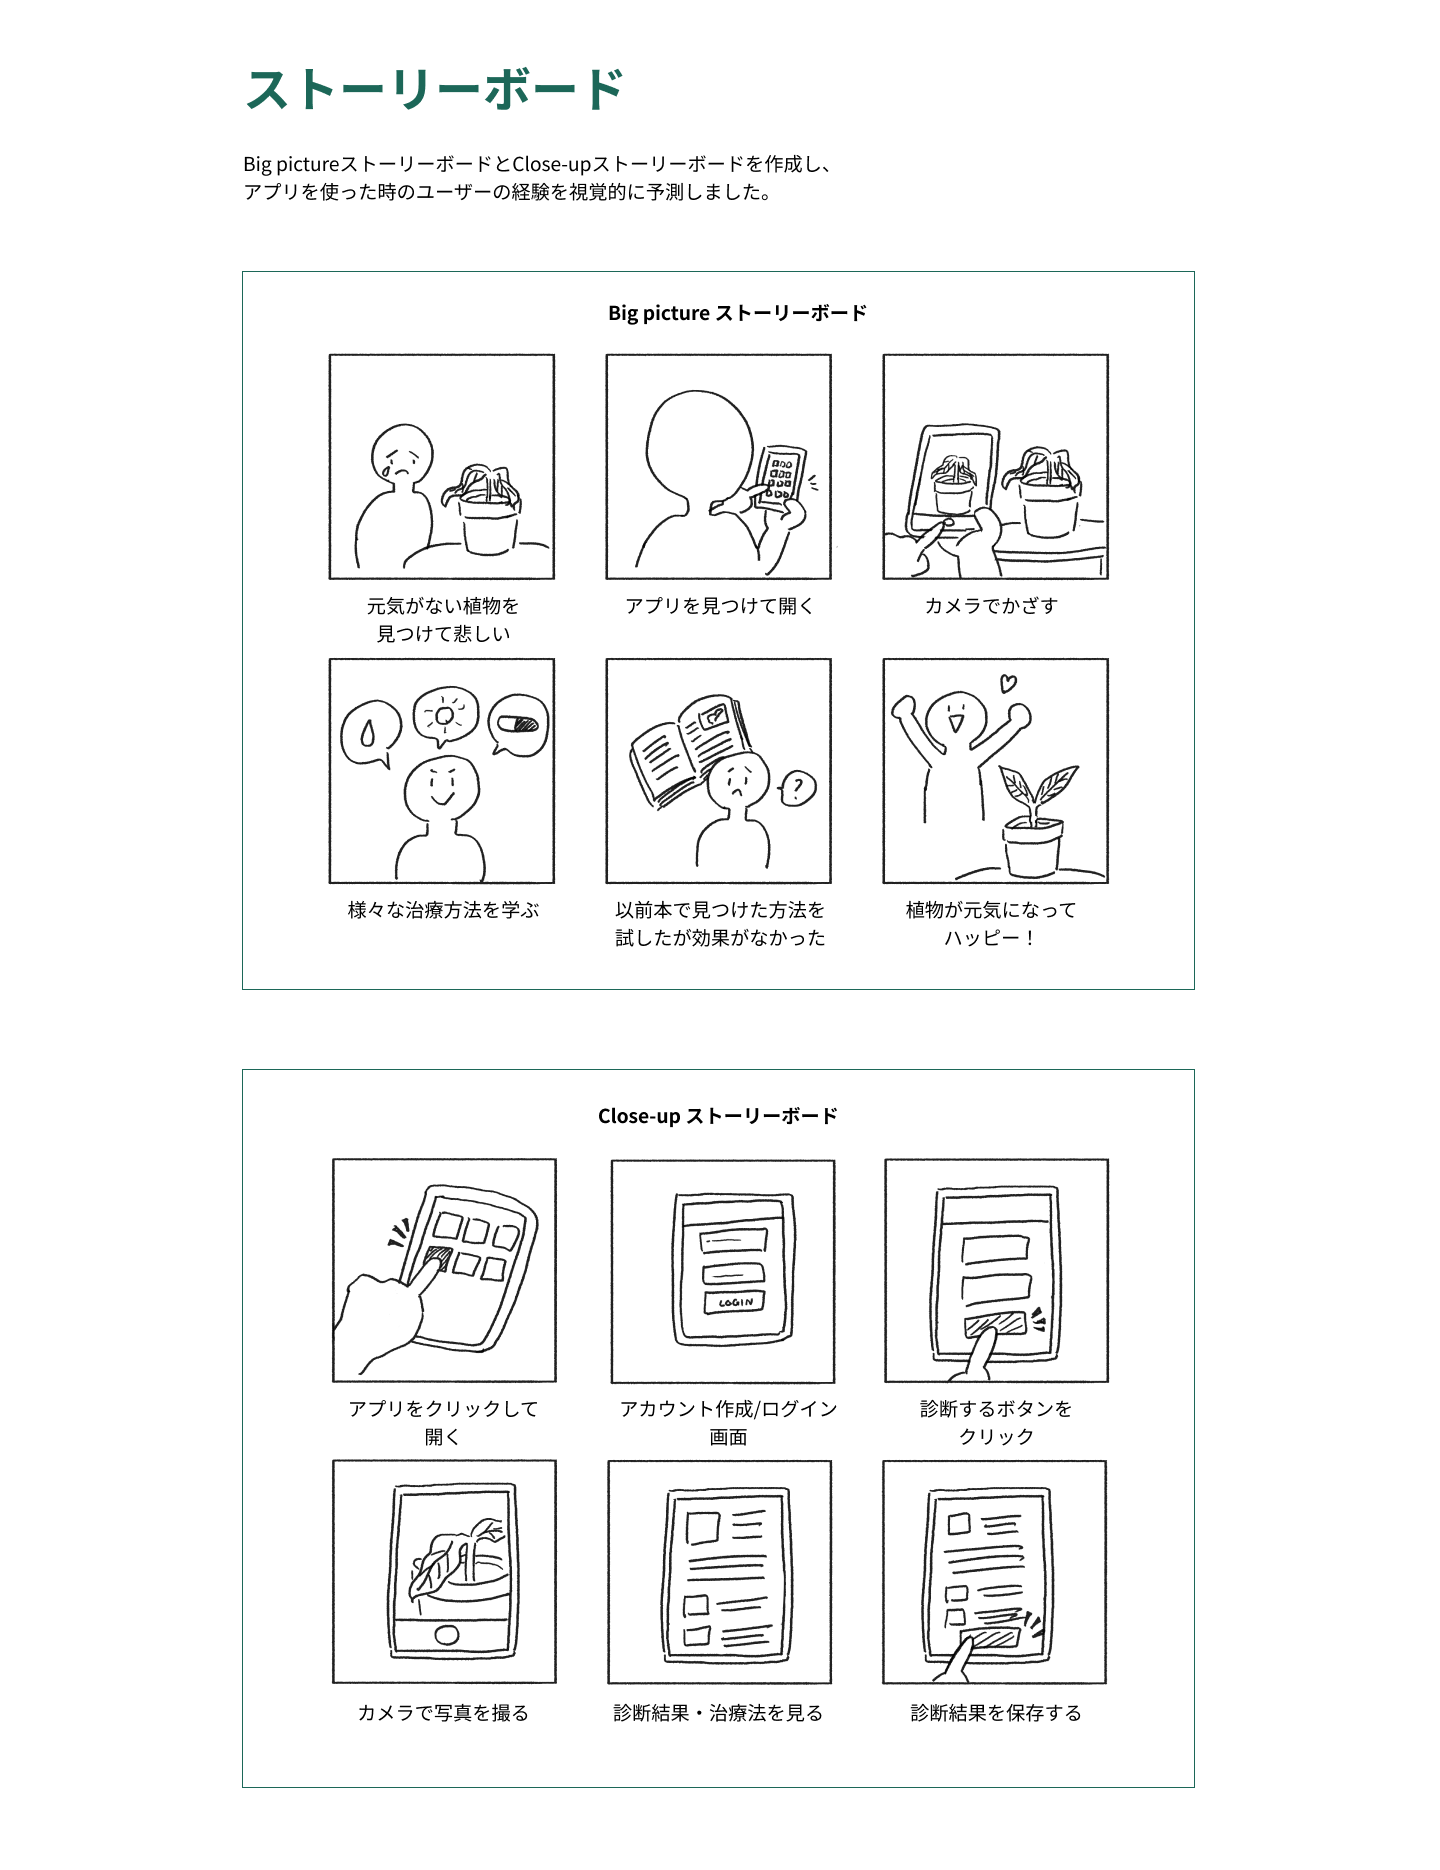 ストーリーボード
Big pictureストーリーボードとClose-upストーリーボードを作成し、
アプリを使った時のユーザーの経験を視覚的に予測しました。
Big picture ストーリーボード
元気がない植物を
見つけて悲しい
アプリを見つけて開く
カメラでかざす
?
様々な治療方法を学ぶ
以前本で見つけた方法を
試したが効果がなかった
植物が元気になって
ハッピー！
Close-up ストーリーボード
LOGIN
アプリをクリックして
開く
アカウント作成/ログイン
画面
診断するボタンを
クリック
カメラで写真を撮る
診断結果・治療法を見る
診断結果を保存する